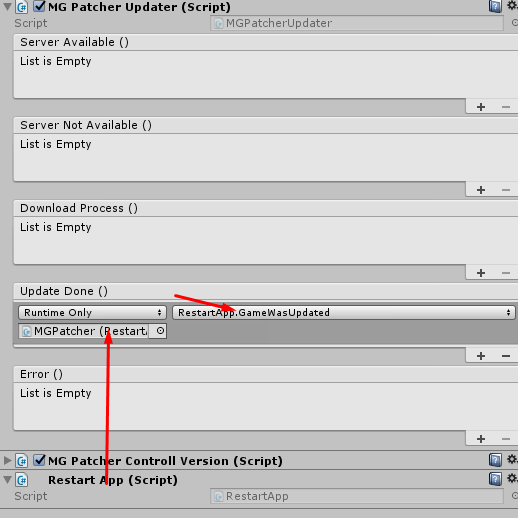 MG Patcher Updater (Script)
Script MGPatcherUpdater
Server Available ()
List is Empty
+ −
Server Not Available ()
List is Empty
+ −
Download Process ()
List is Empty
+ −
Update Done ()
Runtime Only RestartApp.GameWasUpdated
MGPatcher (Restart
+ −
Error ()
List is Empty
+ −
MG Patcher Controll Version (Script)
Restart App (Script)
Script RestartApp